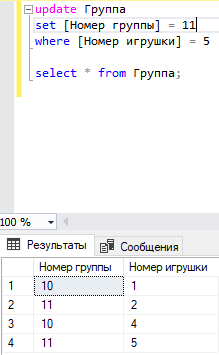 update Группа
set [Номер группы] = 11
where [Номер игрушки] = 5
select * from Группа;
100 %
Результаты Сообщения
Номер группы Номер игрушки
1 10 1
2 11 2
3 10 4
4 11 5